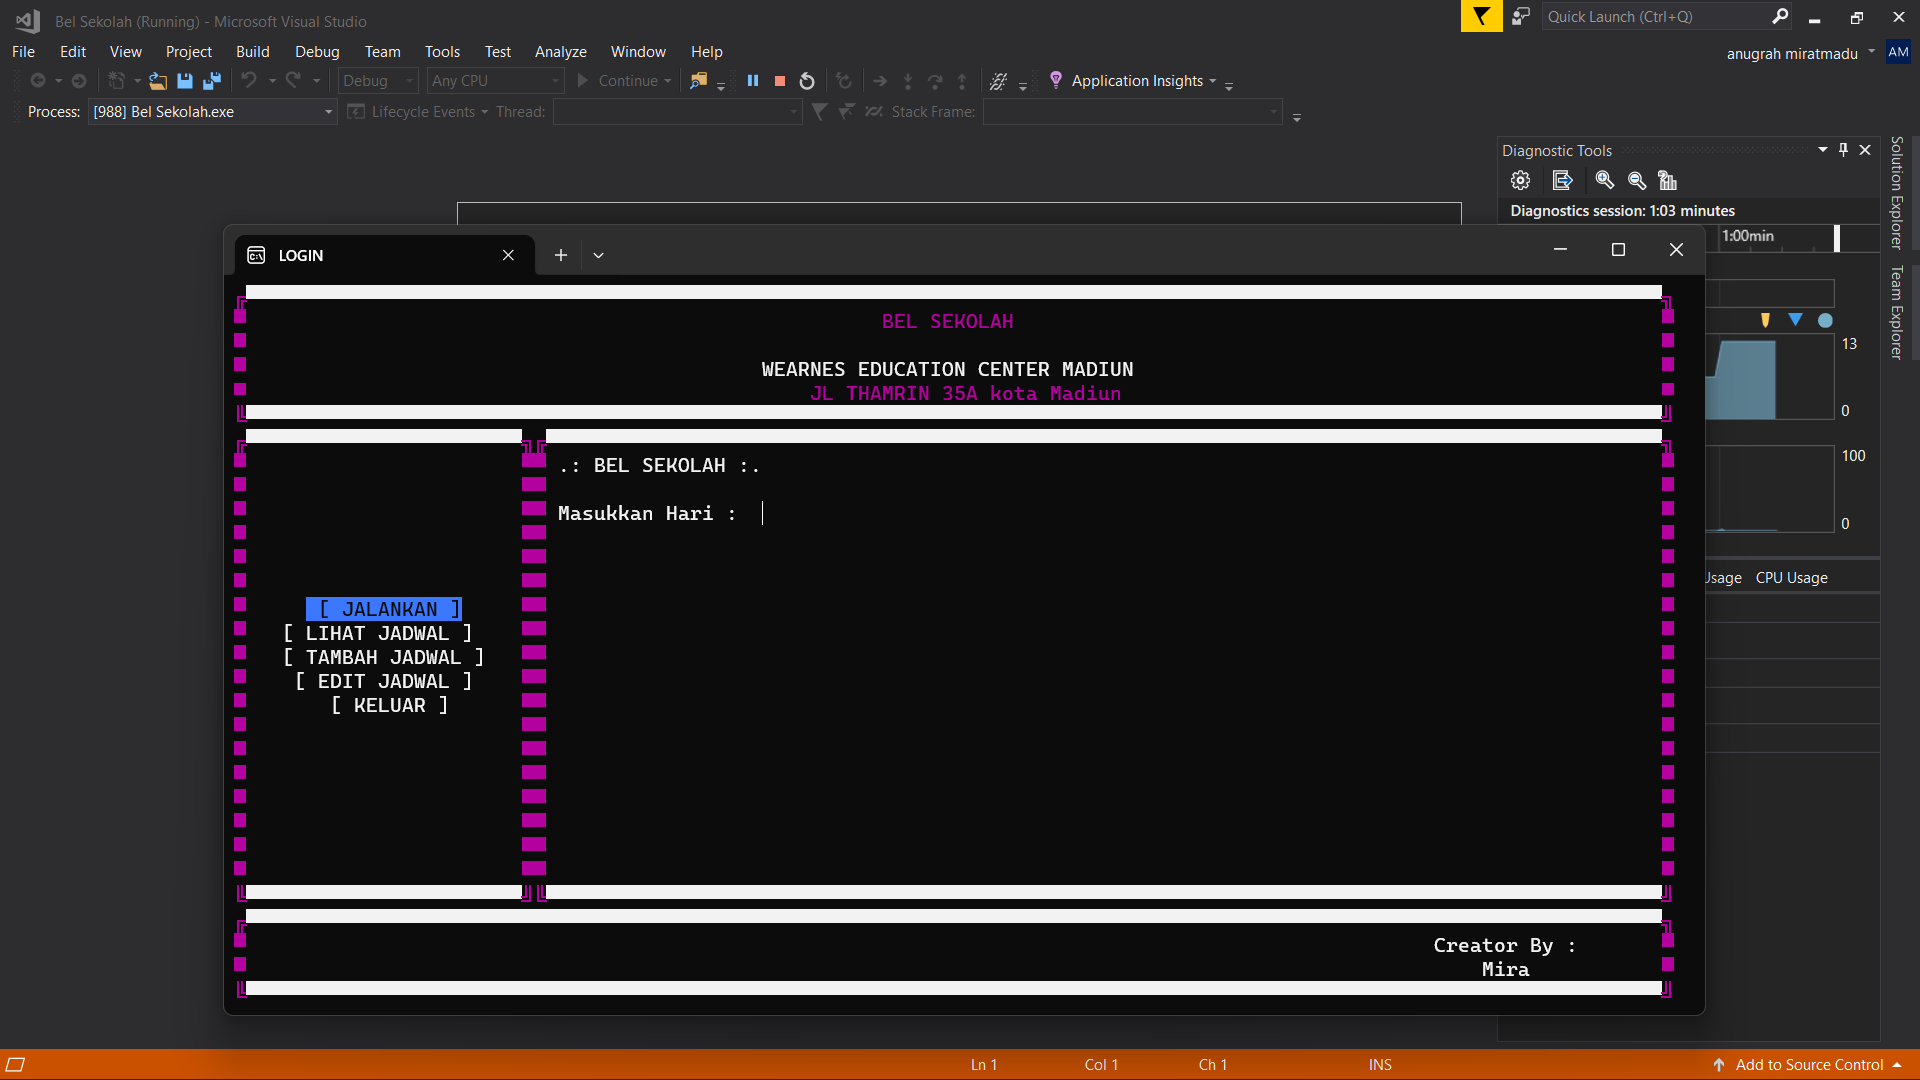 Bel Sekolah (Running) - Microsoft Visual Studio
Quick Launch (Ctrl+Q)
File Edit View Project Build Debug Team Tools Test Analyze Window Help
anugrah miratmadu AM
Debug Any CPU Continue Application Insights
Process: [988] Bel Sekolah.exe Lifecycle Events Thread: Stack Frame:
Diagnostic Tools
Diagnostics session: 1:03 minutes
1:00min
Solution Explorer
Team Explorer
13
0
100
0
Usage CPU Usage
LOGIN
BEL SEKOLAH
WEARNES EDUCATION CENTER MADIUN
JL THAMRIN 35A kota Madiun
.: BEL SEKOLAH :.
Masukkan Hari :
[ JALANKAN ]
[ LIHAT JADWAL ]
[ TAMBAH JADWAL ]
[ EDIT JADWAL ]
[ KELUAR ]
Creator By :
Mira
Ln 1 Col 1 Ch 1 INS Add to Source Control